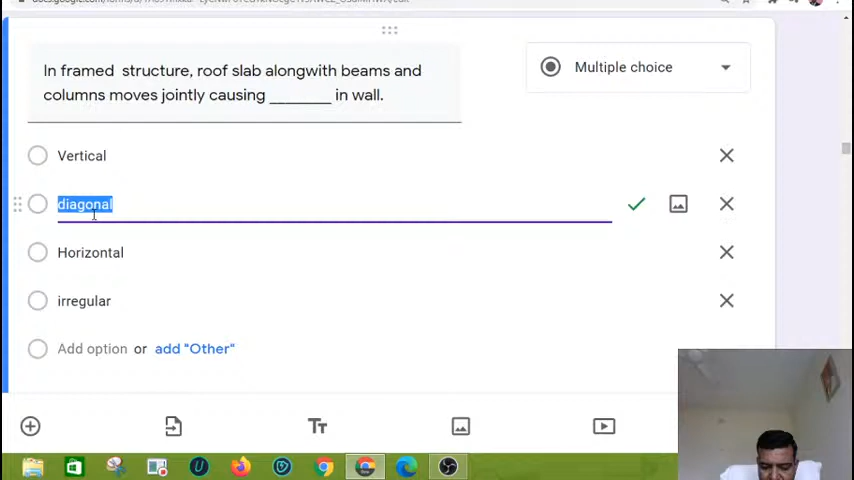 Multiple choice
In framed structure, roof slab alongwith beams and
columns moves jointly causing ________ in wall.
Vertical
diagonal
Horizontal
irregular
Add option or add "Other"
Tт